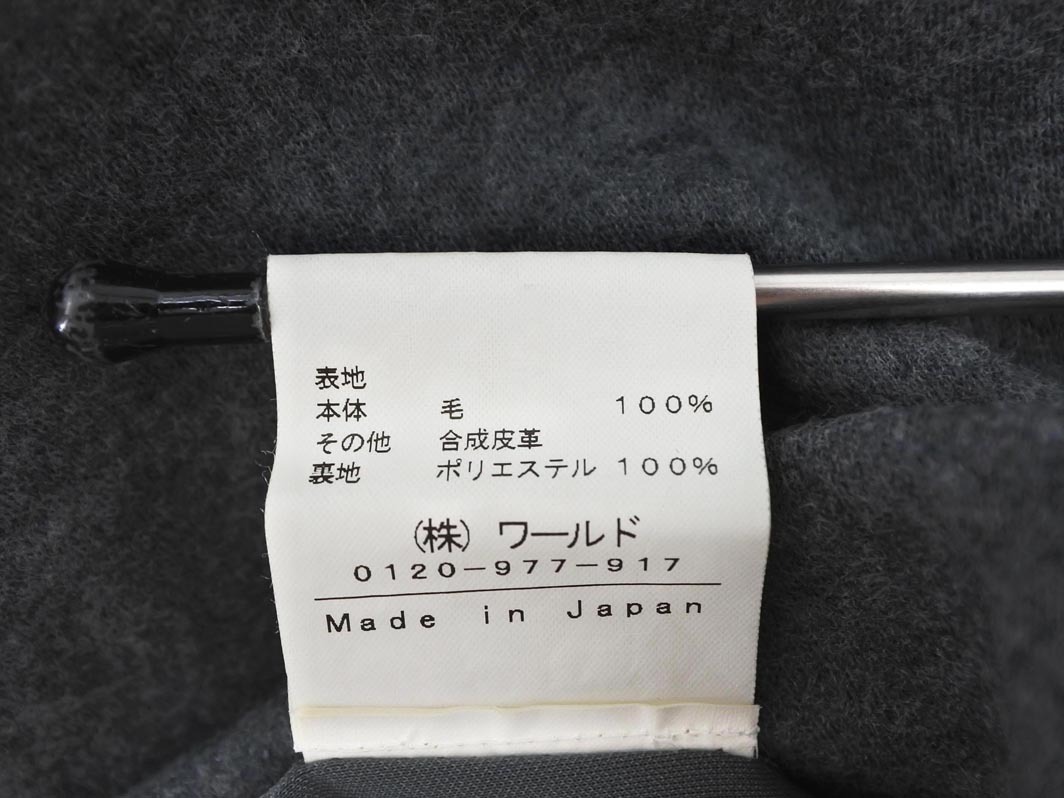 表地
本体 毛 100%
その他 合成皮革
裏地 ポリエステル 100%
(株) ワールド
0120-977-917
Made in Japan